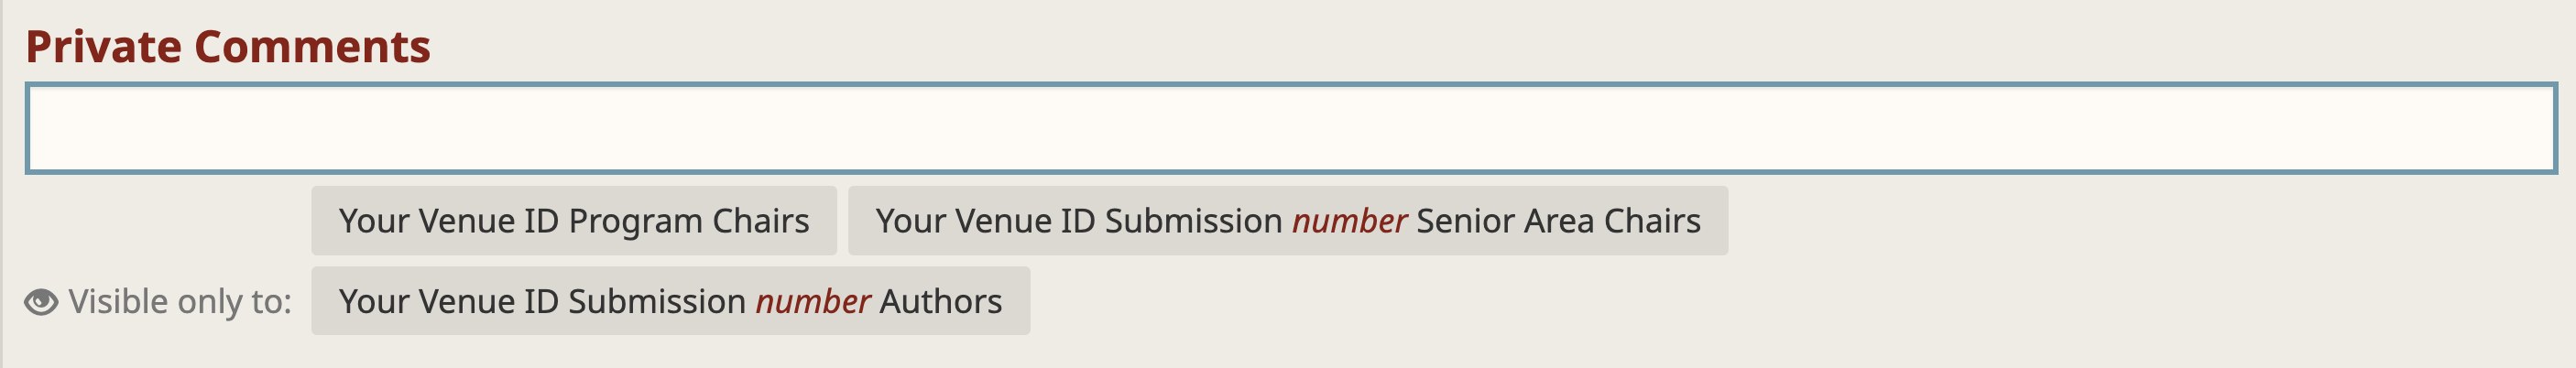 Private Comments
Your Venue ID Program Chairs Your Venue ID Submission number Senior Area Chairs
Visible only to: Your Venue ID Submission number Authors